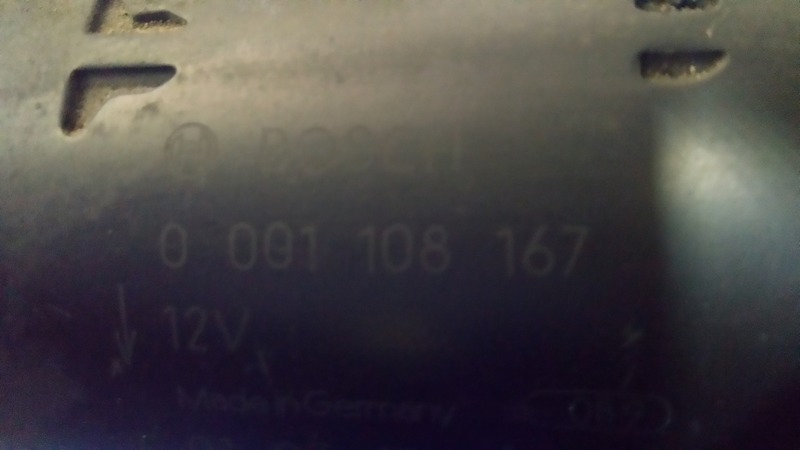 BOSCH
0 001 108 167
12V
Made in Germany